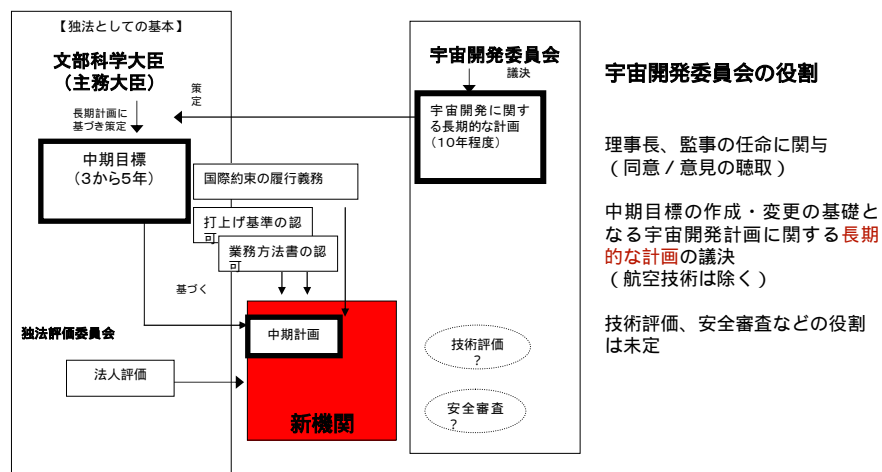 【独法としての基本】
文部科学大臣
（主務大臣）
長期計画に
基づき策定
策
定
中期目標
（3から5年）
国際約束の履行義務
打上げ基準の認
可
業務方法書の認
可
基づく
独法評価委員会
法人評価
中期計画
新機関
宇宙開発委員会
議決
宇宙開発に関す
る長期的な計画
（10年程度）
技術評価
？
安全審査
？
宇宙開発委員会の役割
理事長、監事の任命に関与
（同意／意見の聴取）
中期目標の作成・変更の基礎と
なる宇宙開発計画に関する長期
的な計画の議決
（航空技術は除く）
技術評価、安全審査などの役割
は未定